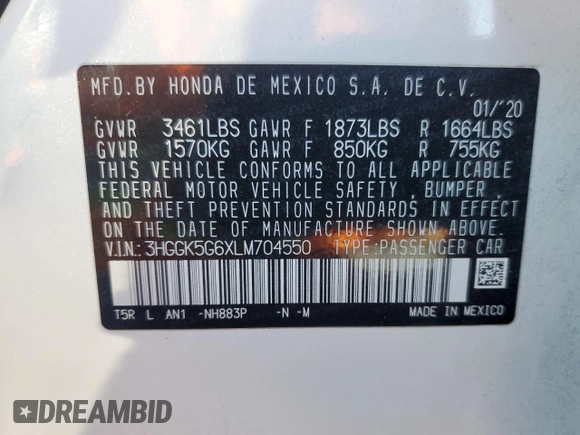 MFD. BY HONDA DE MEXICO S.A. DE C.V.
01/'20
GVWR 3461LBS GAWR F 1873LBS R 1664LBS
GVWR 1570KG GAWR F 850KG R 755KG
THIS VEHICLE CONFORMS TO ALL APPLICABLE
FEDERAL MOTOR VEHICLE SAFETY, BUMPER,
AND THEFT PREVENTION STANDARDS IN EFFECT
ON THE DATE OF MANUFACTURE SHOWN ABOVE.
V.I.N.: 3HGGK5G6XLM704550 TYPE:PASSENGER CAR
T5R L AN1 -NH883P -N -M MADE IN MEXICO
DREAMBID